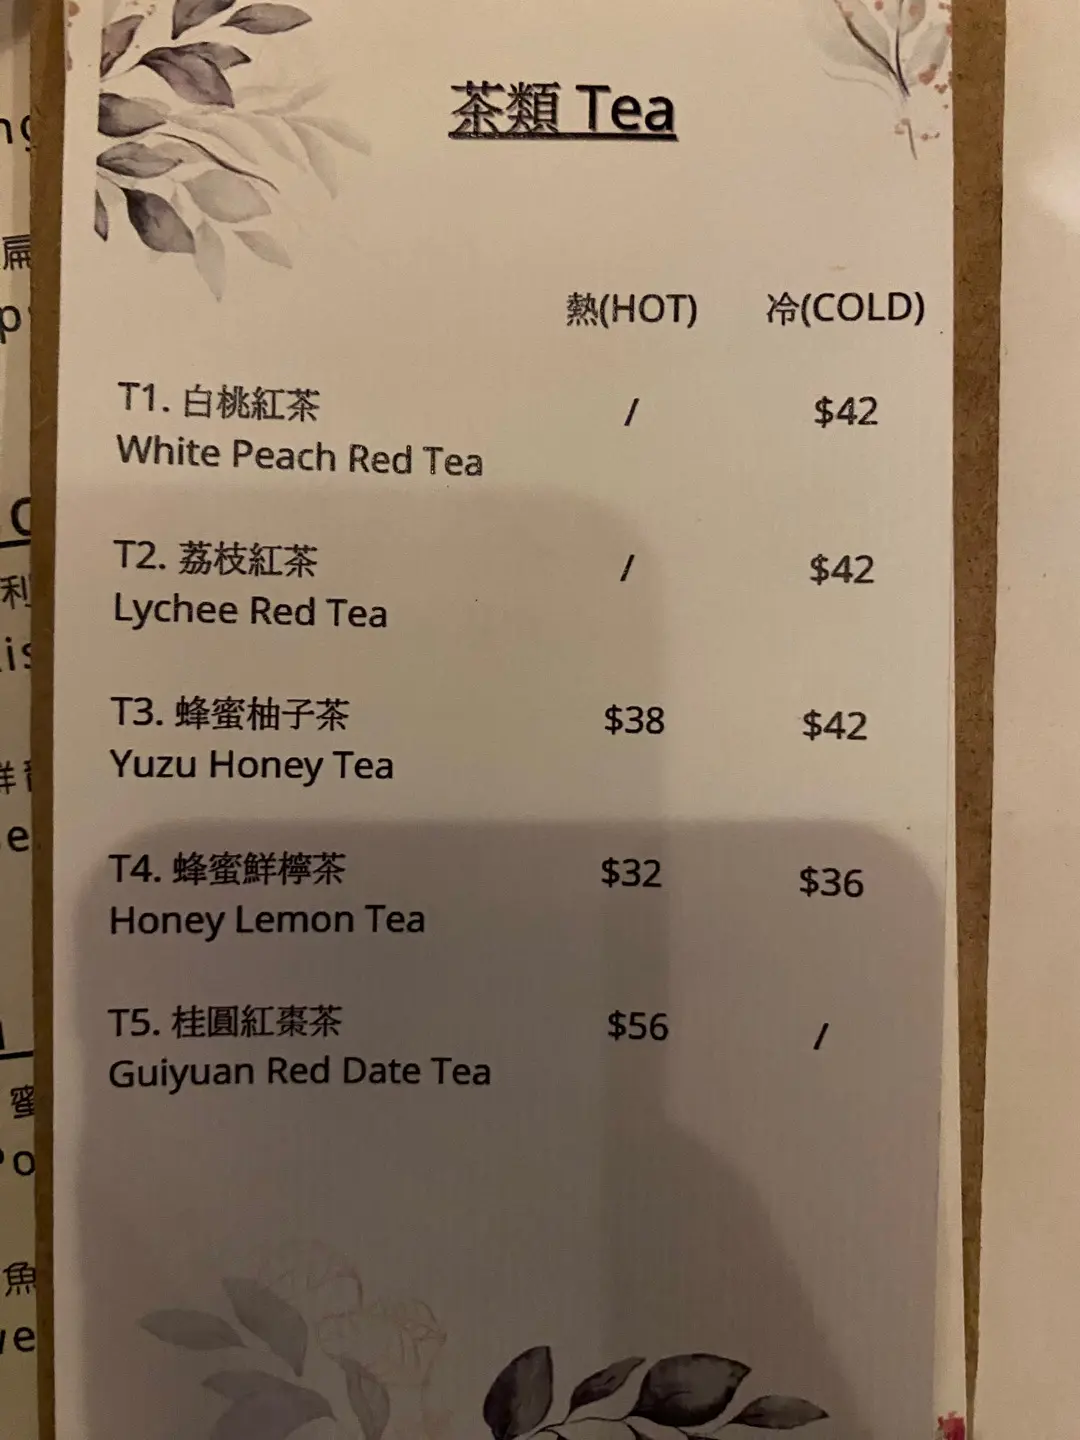 茶類 Tea
熱(HOT) 冷(COLD)
T1. 白桃紅茶 / $42
White Peach Red Tea
T2. 荔枝紅茶 / $42
Lychee Red Tea
T3. 蜂蜜柚子茶 $38 $42
Yuzu Honey Tea
T4. 蜂蜜鮮檸茶 $32 $36
Honey Lemon Tea
T5. 桂圓紅棗茶 $56 /
Guiyuan Red Date Tea